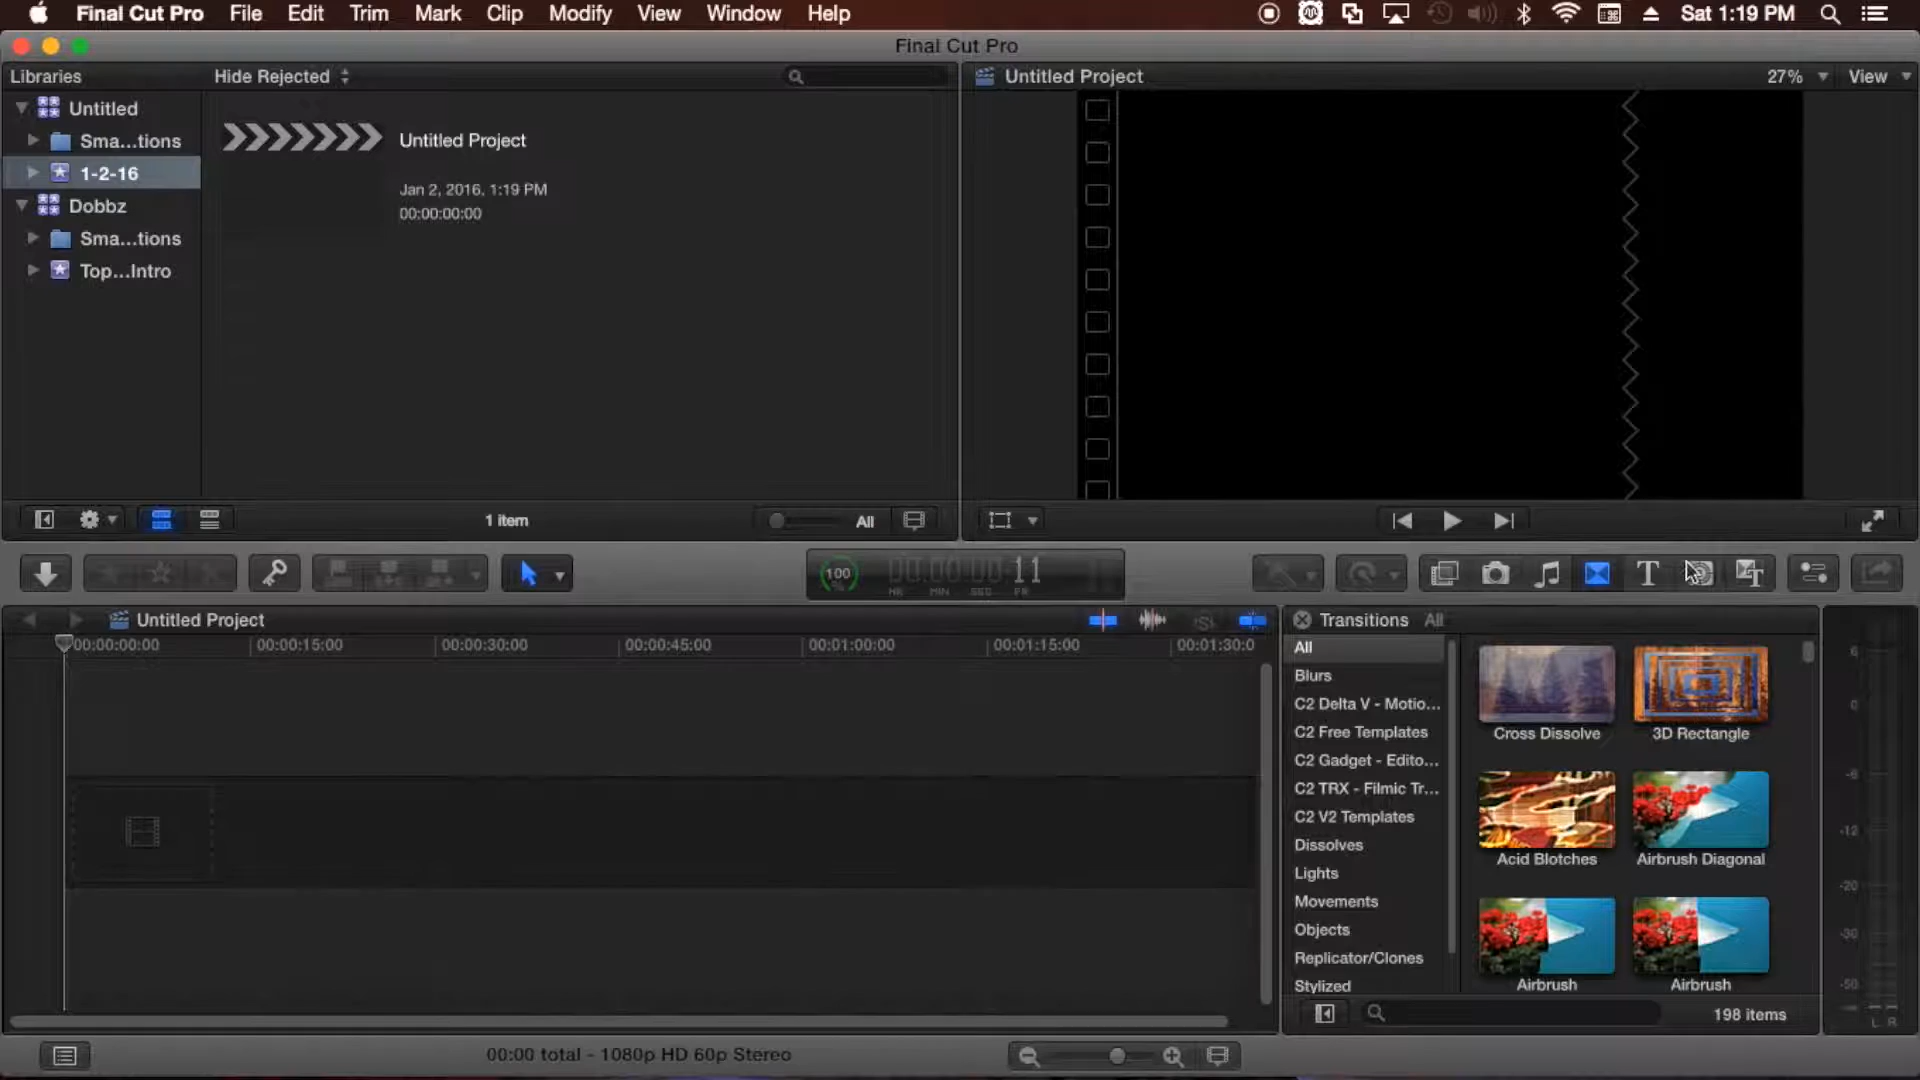 Final Cut Pro File Edit Trim Mark Clip Modify View Window Help Sat 1:19 PM
Final Cut Pro
Libraries Hide Rejected Untitled Project 27% View
Untitled
Sma...tions
1-2-16
Dobbz
Sma...tions
Top...Intro
Untitled Project
Jan 2, 2016, 1:19 PM
00:00:00:00
1 item All
100 % 00:00:00 11
HR MIN SEC FR
Untitled Project
00:00:00:00 00:00:15:00 00:00:30:00 00:00:45:00 00:01:00:00 00:01:15:00 00:01:30:0
Transitions All
All
Blurs
C2 Delta V - Motio...
C2 Free Templates
C2 Gadget - Edito...
C2 TRX - Filmic Tr...
C2 V2 Templates
Dissolves
Lights
Movements
Objects
Replicator/Clones
Stylized
Cross Dissolve 3D Rectangle
Acid Blotches Airbrush Diagonal
Airbrush Airbrush
198 items
6
0
-6
-12
-20
-30
-50
L R
00:00 total - 1080p HD 60p Stereo